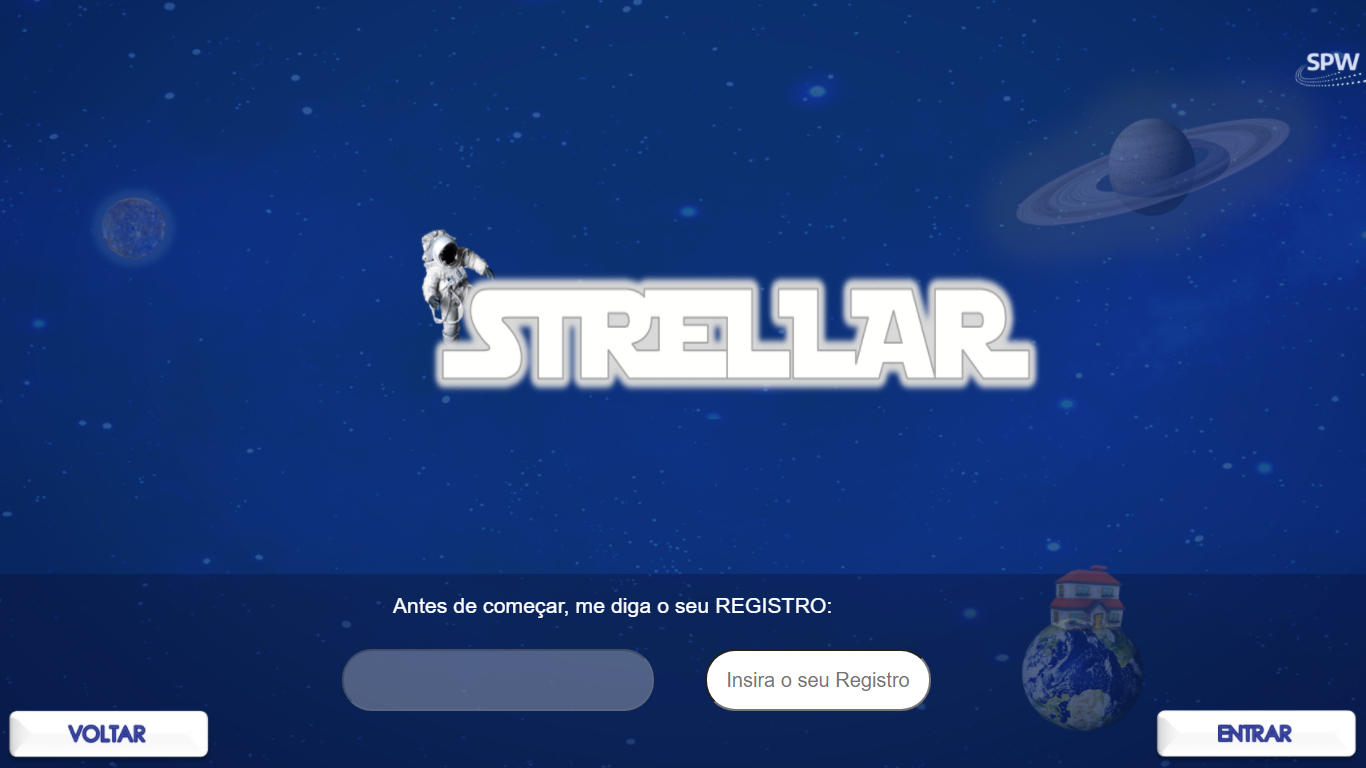 SPW
STRELLAR
Antes de começar, me diga o seu REGISTRO:
Insira o seu Registro
VOLTAR
ENTRAR